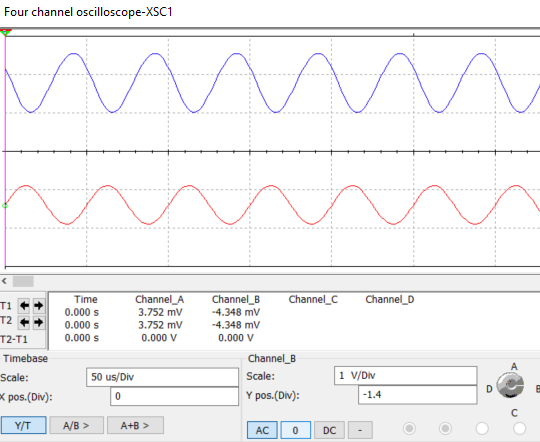 Four channel oscilloscope-XSC1
Time Channel_A Channel_B Channel_C Channel_D
T1 0.000 s 3.752 mV -4.348 mV
T2 0.000 s 3.752 mV -4.348 mV
T2-T1 0.000 s 0.000 V 0.000 V
Timebase
Scale: 50 us/Div
X pos.(Div): 0
Y/T A/B > A+B >
Channel_B
Scale: 1 V/Div
Y pos.(Div): -1.4
AC 0 DC -
A
D B
C